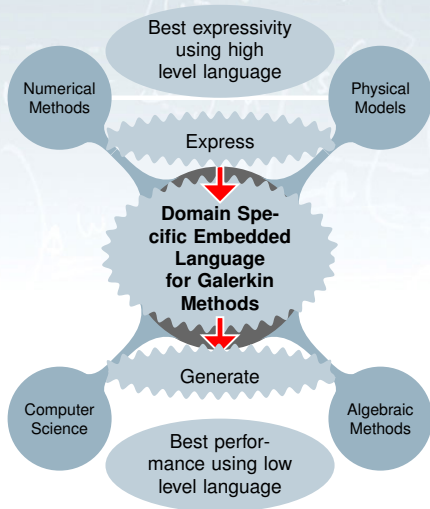 Best expressivity
using high
level language
Numerical
Methods
Physical
Models
Express
Domain Spe-
cific Embedded
Language
for Galerkin
Methods
Generate
Computer
Science
Algebraic
Methods
Best perfor-
mance using low
level language